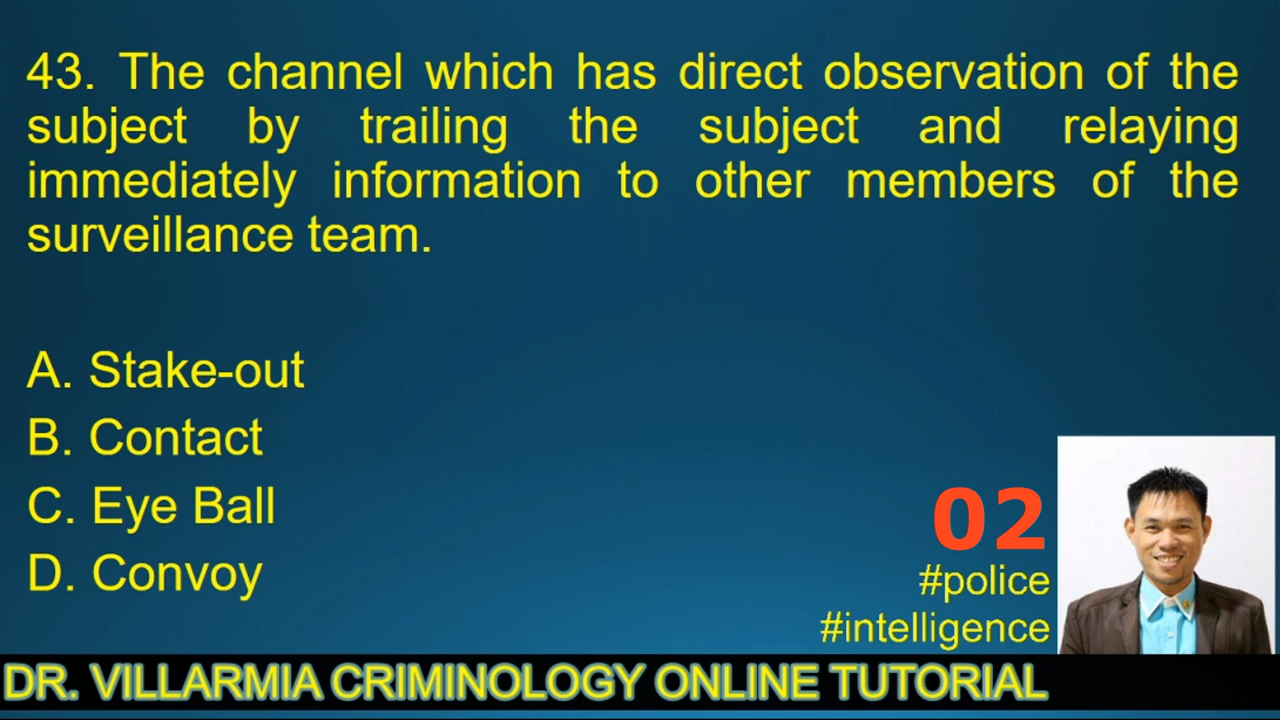 43. The channel which has direct observation of the
subject by trailing the subject and relaying
immediately information to other members of the
surveillance team.
A. Stake-out
B. Contact
C. Eye Ball
D. Convoy
02
#police
#intelligence
DR. VILLARMIA CRIMINOLOGY ONLINE TUTORIAL